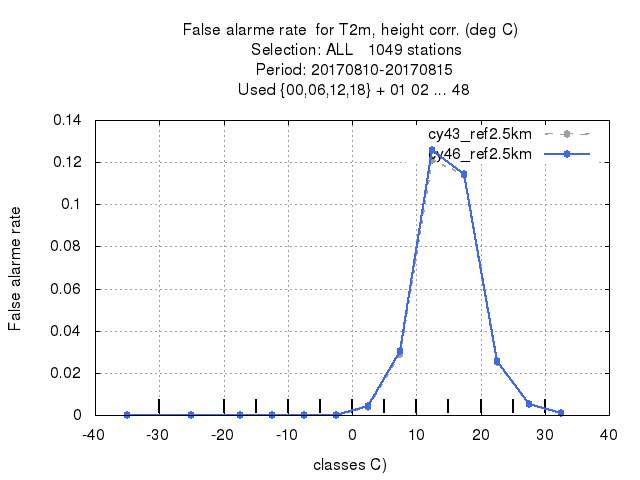 False alarme rate  for T2m, height corr. (deg C)
Selection: ALL   1049 stations
Period: 20170810-20170815
Used {00,06,12,18} + 01 02 ... 48
cy43_ref2.5km
cy46_ref2.5km
0.14
0.12
0.1
0.08
0.06
0.04
0.02
0
False alarme rate
-40 -30 -20 -10 0 10 20 30 40
classes C)